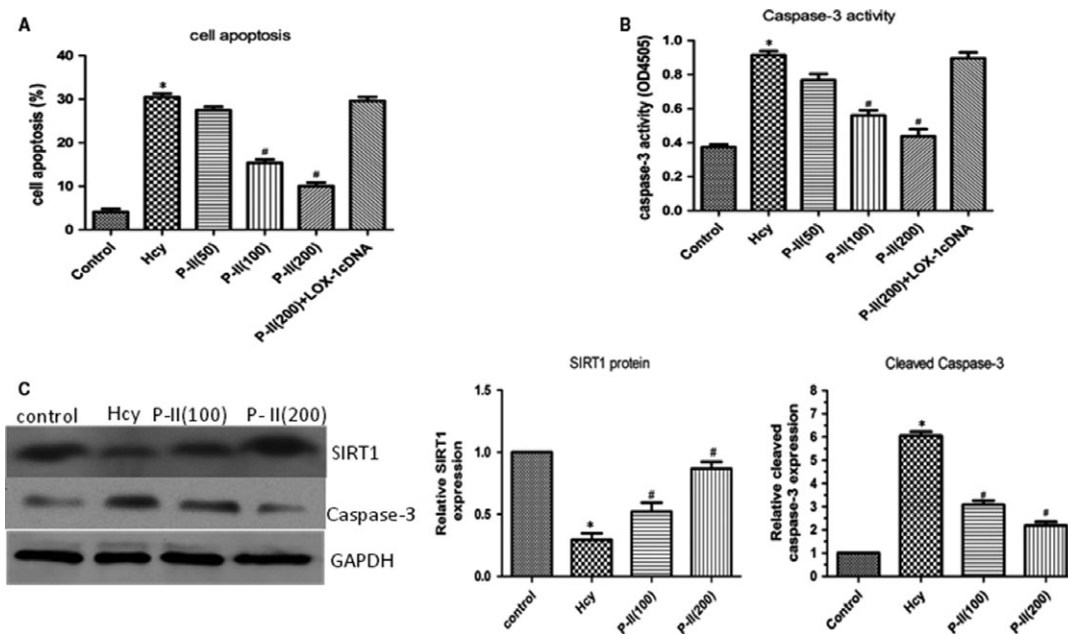 A
cell apoptosis
cell apoptosis (%)
40
30
20
10
0
Control
Hcy
P-II(50)
P-II(100)
P-II(200)
P-II(200)+LOX-1cDNA
*
#
#
B
Caspase-3 activity
caspase-3 activity (OD4505)
1.0
0.8
0.6
0.4
0.2
0.0
Control
Hcy
P-II(50)
P-II(100)
P-II(200)
P-II(200)+LOX-1cDNA
*
#
#
C
control Hcy P-II(100) P- II(200)
SIRT1
Caspase-3
GAPDH
SIRT1 protein
Relative SIRT1
expression
1.5
1.0
0.5
0.0
control
Hcy
P-II(100)
P-II(200)
*
#
#
Cleaved Caspase-3
Relative cleaved
caspase-3 expression
8
7
6
5
4
3
2
1
0
Control
Hcy
P-II(100)
P-II(200)
*
#
#